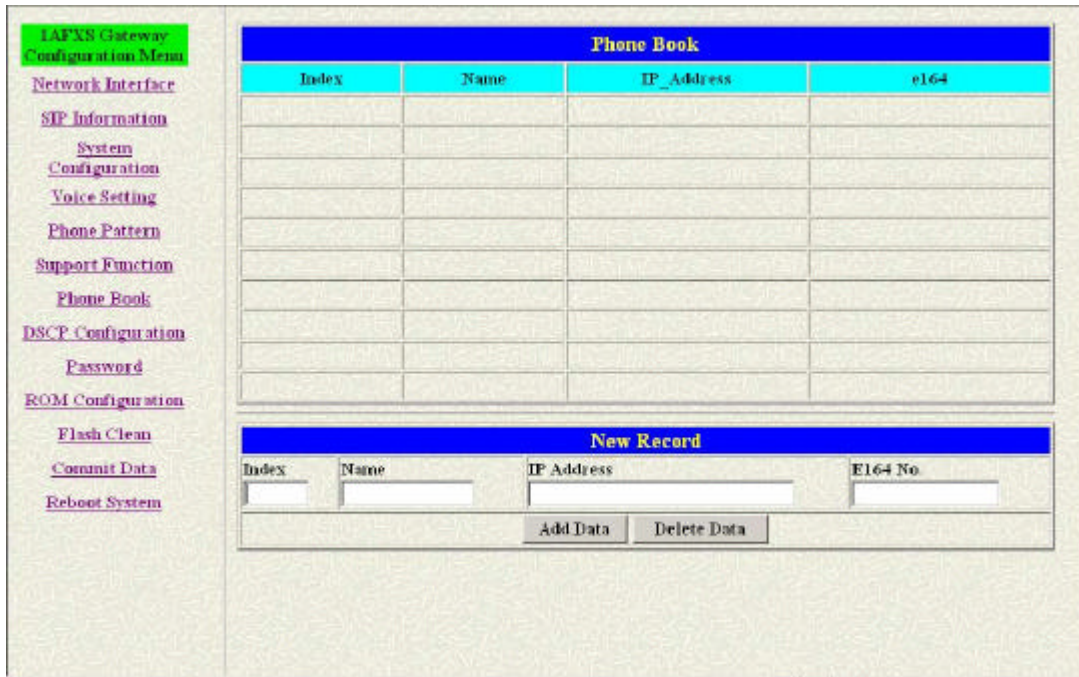 IAFXS Gateway
Configuration Menu
Network Interface
SIP Information
System
Configuration
Voice Setting
Phone Pattern
Support Function
Phone Book
DSCP Configuration
Password
ROM Configuration
Flash Clean
Commit Data
Reboot System
Phone Book
Index Name IP_Address e164
New Record
Index Name IP Address E164 No.
Add Data Delete Data